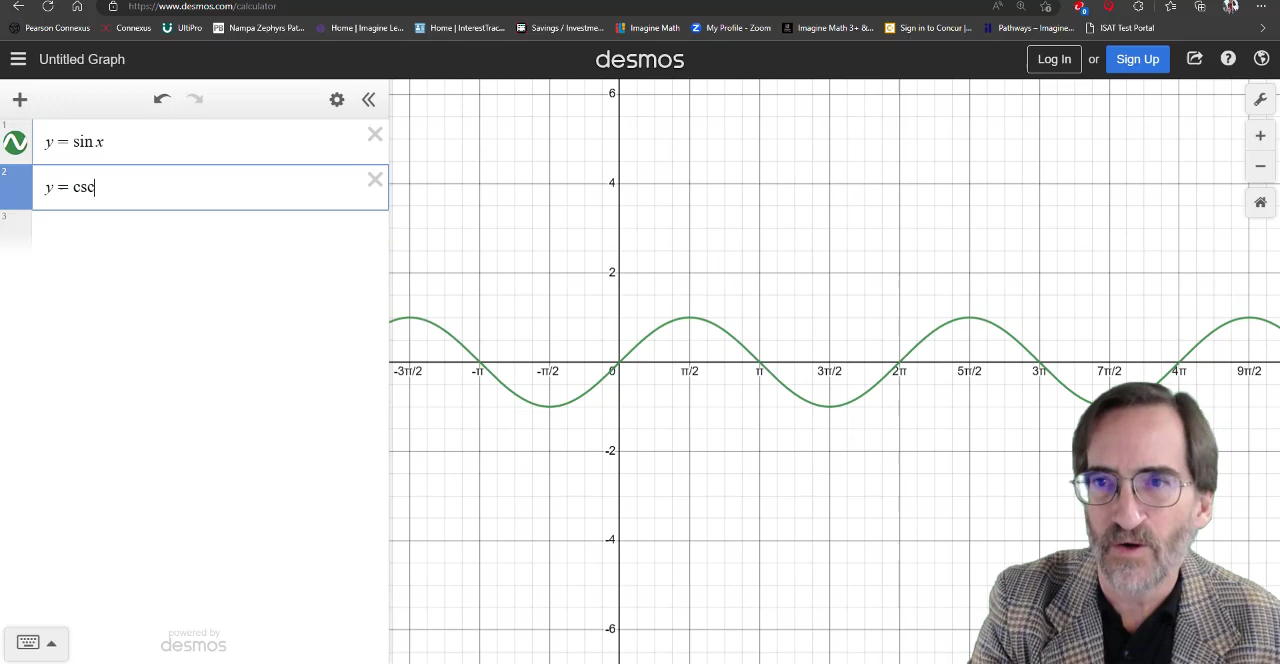 https://www.desmos.com/calculator
Pearson Connexus
Connexus
UltiPro
Nampa Zephyrs Pat...
Home | Imagine Le...
Home | InterestTrac...
Savings / Investme...
Imagine Math
My Profile - Zoom
Imagine Math 3+ &...
Sign in to Concur |...
Pathways – Imagine...
ISAT Test Portal
Untitled Graph
desmos
Log In
or
Sign Up
1
y = sin x
2
y = csc
3
6
4
2
-3π/2
-π
-π/2
0
π/2
π
3π/2
2π
5π/2
3π
7π/2
4π
9π/2
-2
-4
-6
powered by
desmos